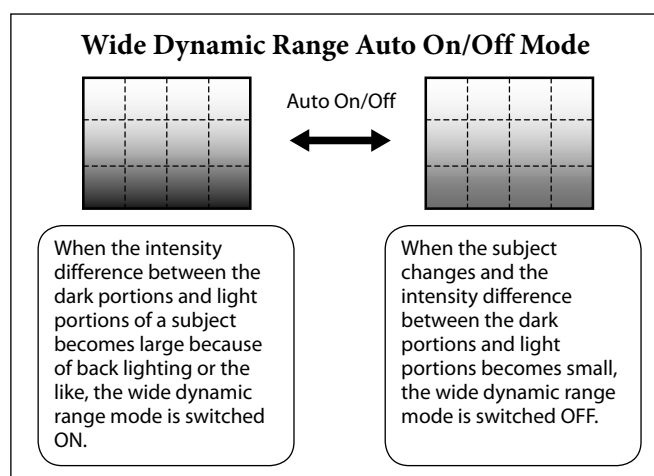 Wide Dynamic Range Auto On/Off Mode
Auto On/Off
When the intensity
difference between the
dark portions and light
portions of a subject
becomes large because
of back lighting or the
like, the wide dynamic
range mode is switched
ON.
When the subject
changes and the
intensity difference
between the dark
portions and light
portions becomes small,
the wide dynamic range
mode is switched OFF.